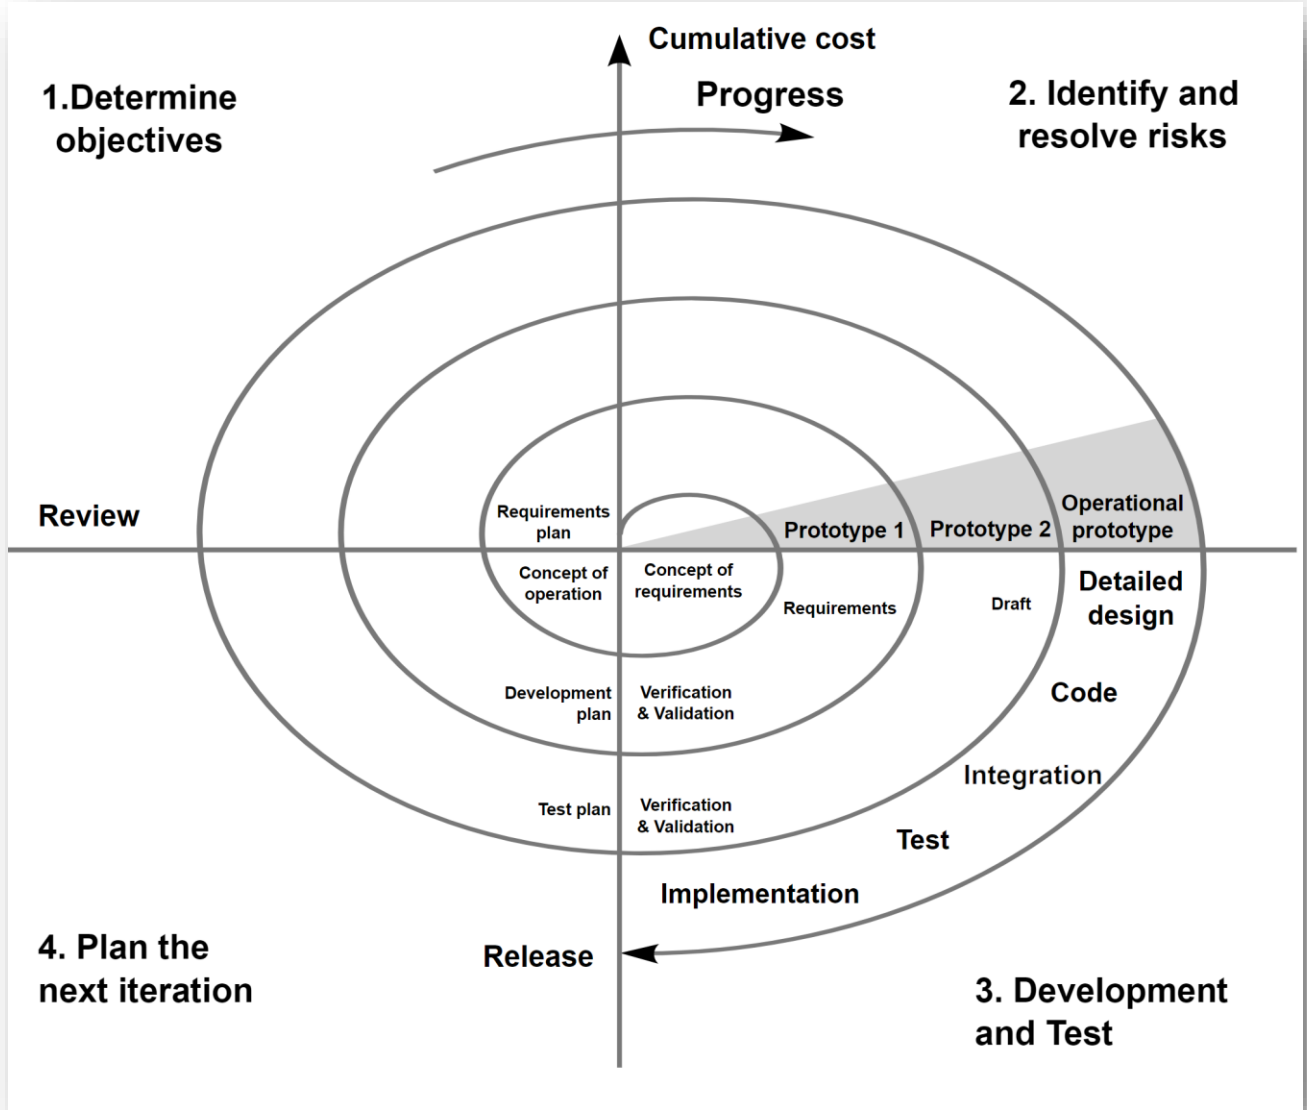 Cumulative cost
Progress
1.Determine
objectives
2. Identify and
resolve risks
Review
Requirements
plan
Prototype 1
Prototype 2
Operational
prototype
Concept of
operation
Concept of
requirements
Requirements
Draft
Detailed
design
Development
plan
Verification
& Validation
Code
Integration
Test plan
Verification
& Validation
Test
Implementation
Release
4. Plan the
next iteration
3. Development
and Test